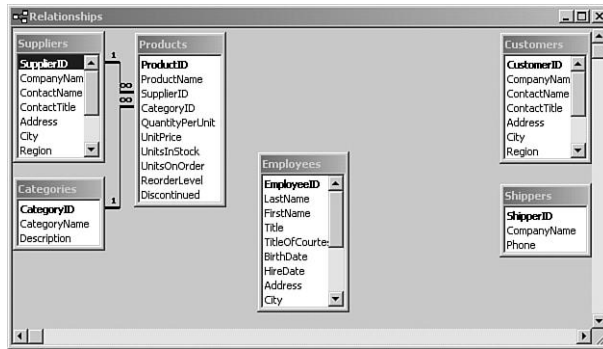 Relationships
Suppliers
SupplierID
CompanyNam
ContactName
ContactTitle
Address
City
Region
1
Products
ProductID
ProductName
SupplierID
CategoryID
QuantityPerUnit
UnitPrice
UnitsInStock
UnitsOnOrder
ReorderLevel
Discontinued
∞
∞
Categories
CategoryID
CategoryName
Description
1
Employees
EmployeeID
LastName
FirstName
Title
TitleOfCourte
BirthDate
HireDate
Address
City
Customers
CustomerID
CompanyNam
ContactName
ContactTitle
Address
City
Region
Shippers
ShipperID
CompanyName
Phone